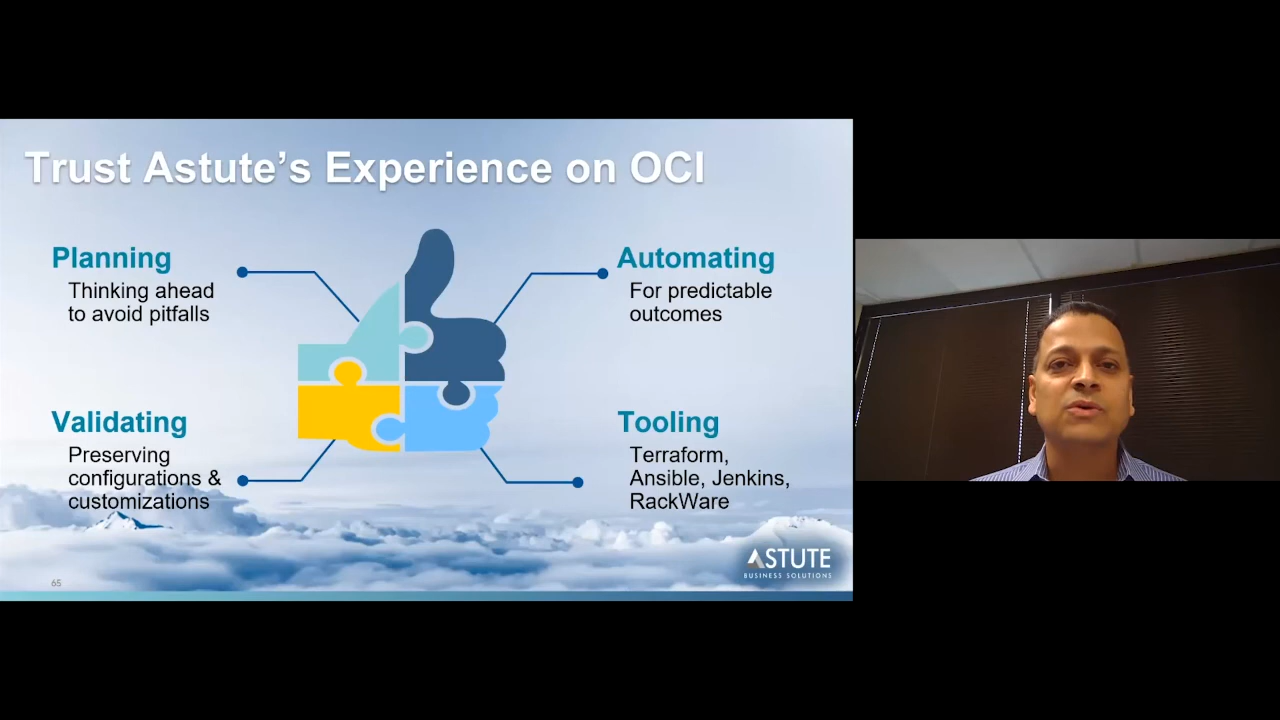 Trust Astute's Experience on OCI
Planning
Thinking ahead
to avoid pitfalls
Automating
For predictable
outcomes
Validating
Preserving
configurations &
customizations
Tooling
Terraform,
Ansible, Jenkins,
RackWare
ASTUTE
BUSINESS SOLUTIONS
65